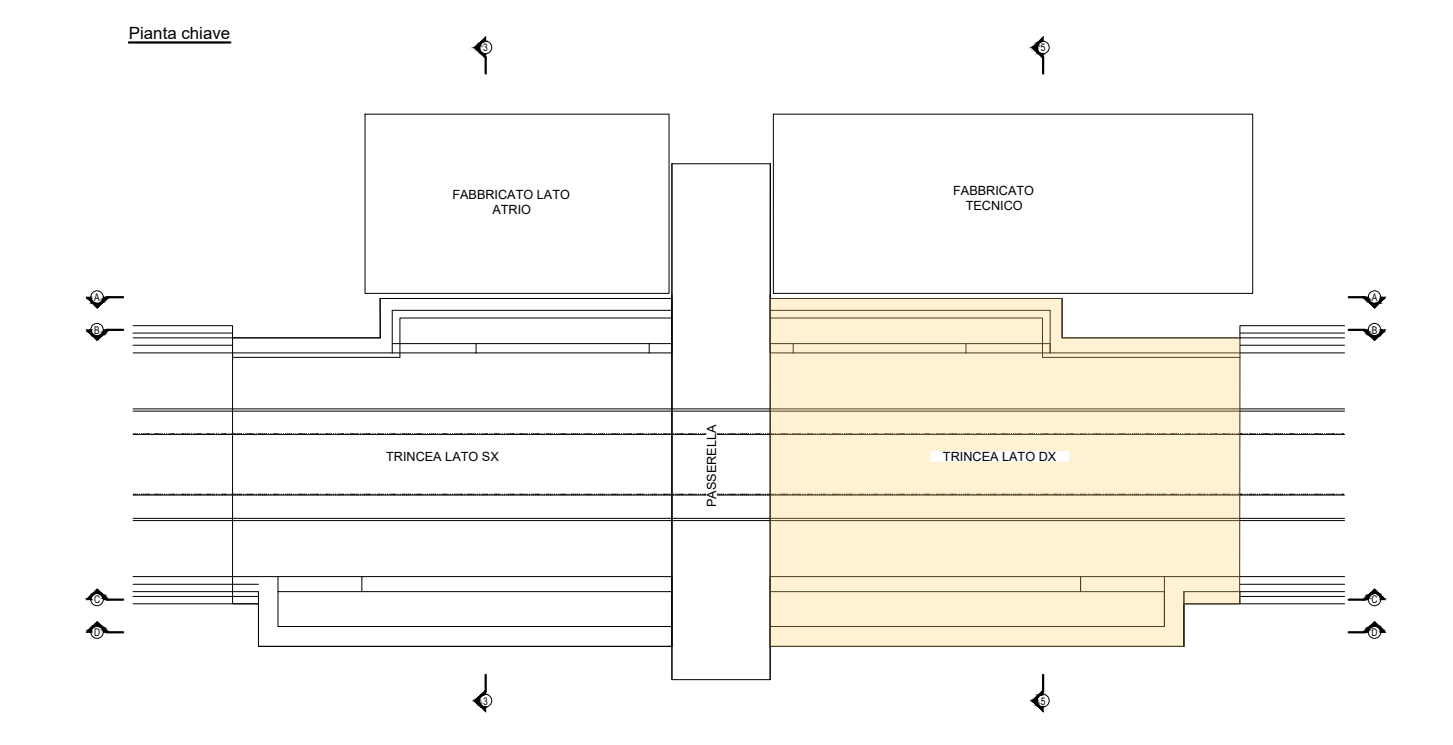 Pianta chiave
3
5
FABBRICATO LATO
ATRIO
FABBRICATO
TECNICO
A
A
B
B
TRINCEA LATO SX
PASSERELLA
TRINCEA LATO DX
C
C
D
D
3
5